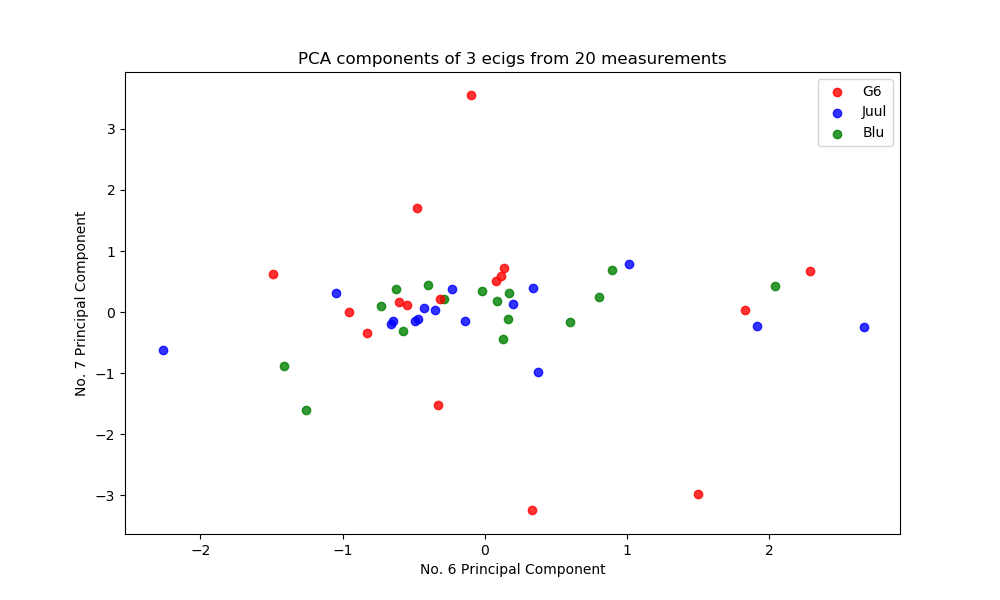 PCA components of 3 ecigs from 20 measurements
G6
Juul
Blu
3
2
1
0
−1
−2
−3
No. 7 Principal Component
−2
−1
0
1
2
No. 6 Principal Component